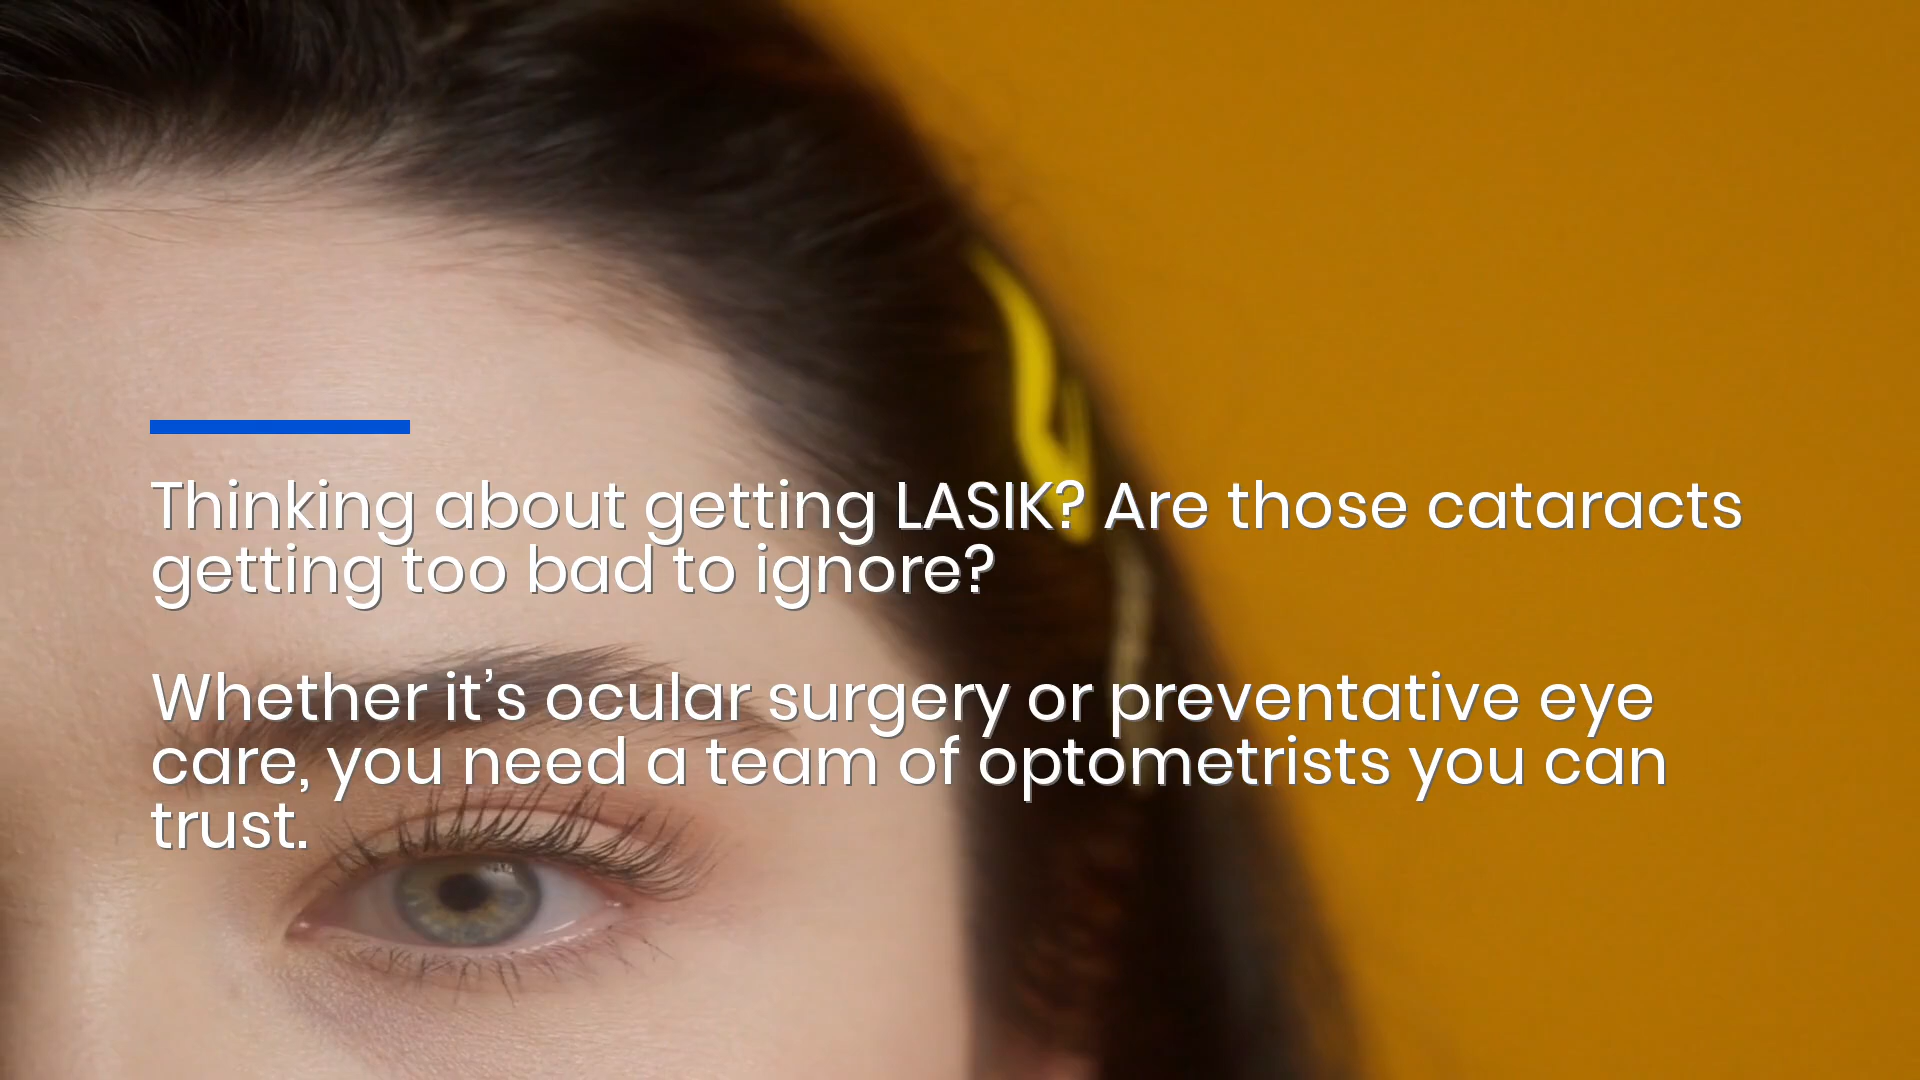 Thinking about getting LASIK? Are those cataracts
getting too bad to ignore?
Whether it’s ocular surgery or preventative eye
care, you need a team of optometrists you can
trust.